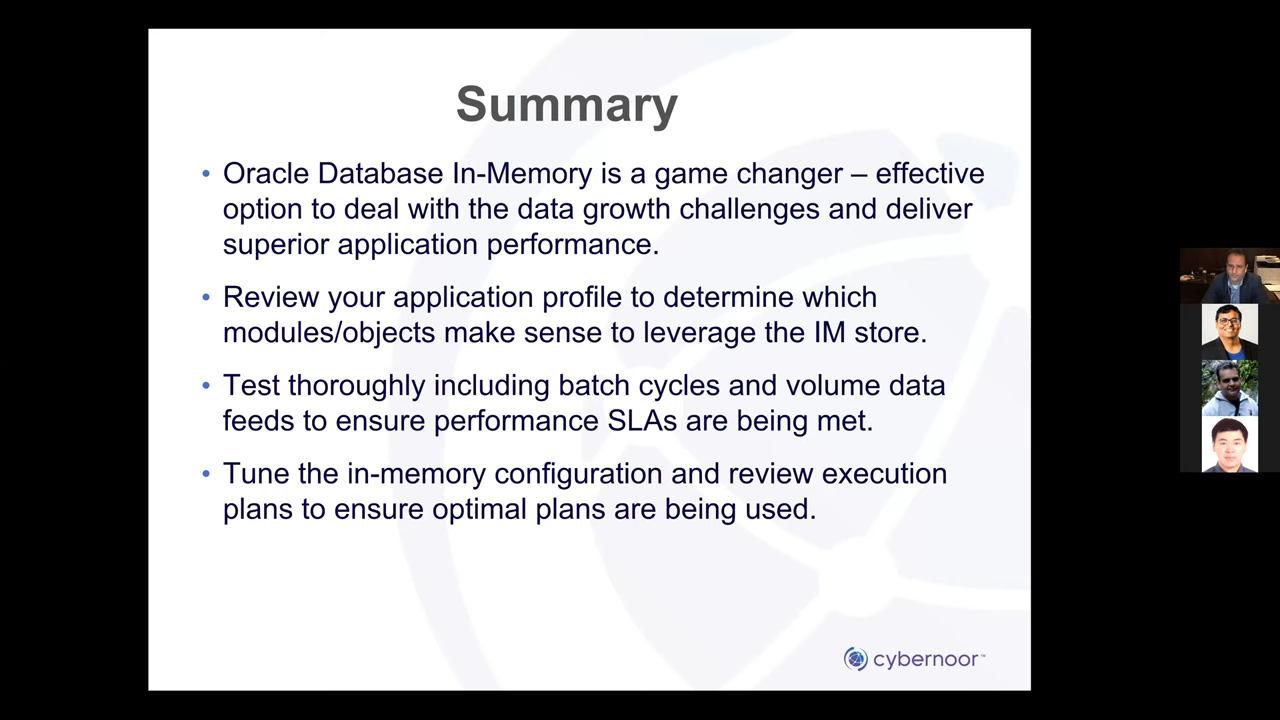 Summary
• Oracle Database In-Memory is a game changer – effective
option to deal with the data growth challenges and deliver
superior application performance.
• Review your application profile to determine which
modules/objects make sense to leverage the IM store.
• Test thoroughly including batch cycles and volume data
feeds to ensure performance SLAs are being met.
• Tune the in-memory configuration and review execution
plans to ensure optimal plans are being used.
cybernoor™